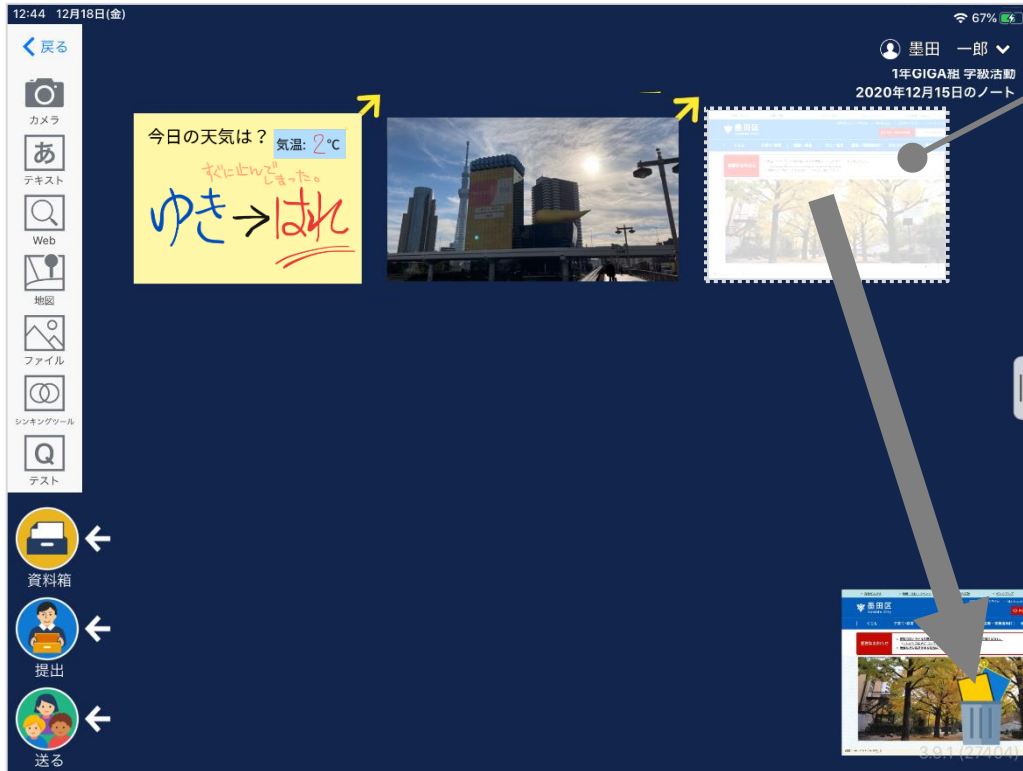 12:44 12月18日(金)
67%
戻る
墨田 一郎
1年GIGA組 学級活動
2020年12月15日のノート
カメラ
あ
テキスト
Web
地図
ファイル
シンキングツール
Q
テスト
今日の天気は？
気温: 2℃
すぐに止んで
しまった。
ゆき→はれ
墨田区
資料箱
提出
送る
墨田区
3.9.1 (27404)